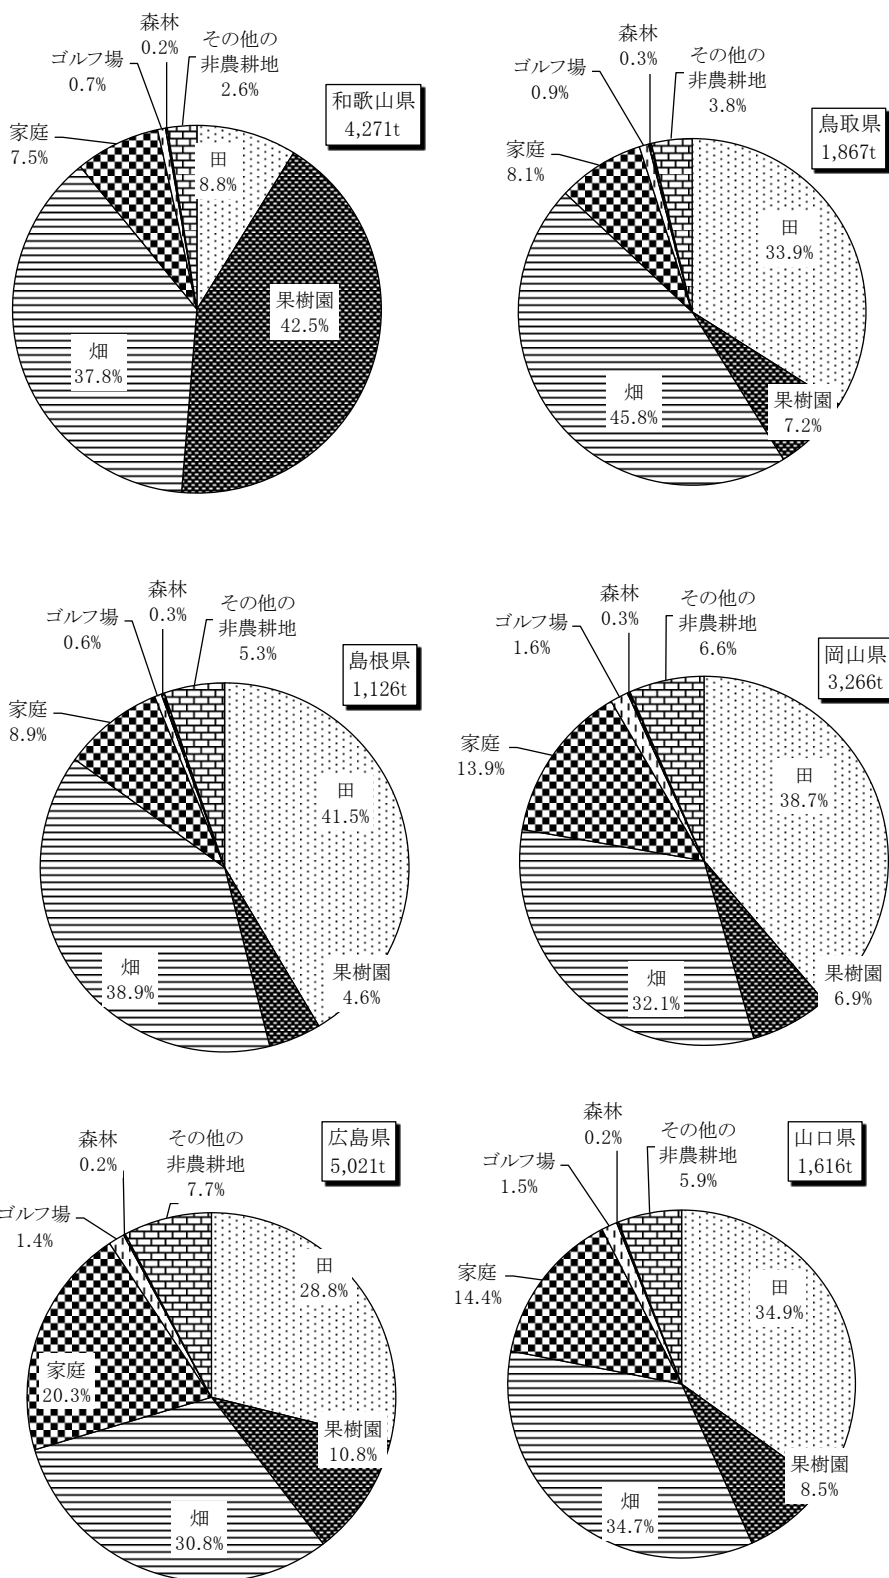 和歌山県
4,271t
森林
0.2%
その他の
非農耕地
2.6%
ゴルフ場
0.7%
家庭
7.5%
田
8.8%
果樹園
42.5%
畑
37.8%
鳥取県
1,867t
森林
0.3%
その他の
非農耕地
3.8%
ゴルフ場
0.9%
家庭
8.1%
田
33.9%
果樹園
7.2%
畑
45.8%
島根県
1,126t
森林
0.3%
その他の
非農耕地
5.3%
ゴルフ場
0.6%
家庭
8.9%
田
41.5%
果樹園
4.6%
畑
38.9%
岡山県
3,266t
森林
0.3%
その他の
非農耕地
6.6%
ゴルフ場
1.6%
家庭
13.9%
田
38.7%
果樹園
6.9%
畑
32.1%
広島県
5,021t
森林
0.2%
その他の
非農耕地
7.7%
ゴルフ場
1.4%
家庭
20.3%
田
28.8%
果樹園
10.8%
畑
30.8%
山口県
1,616t
森林
0.2%
その他の
非農耕地
5.9%
ゴルフ場
1.5%
家庭
14.4%
田
34.9%
果樹園
8.5%
畑
34.7%